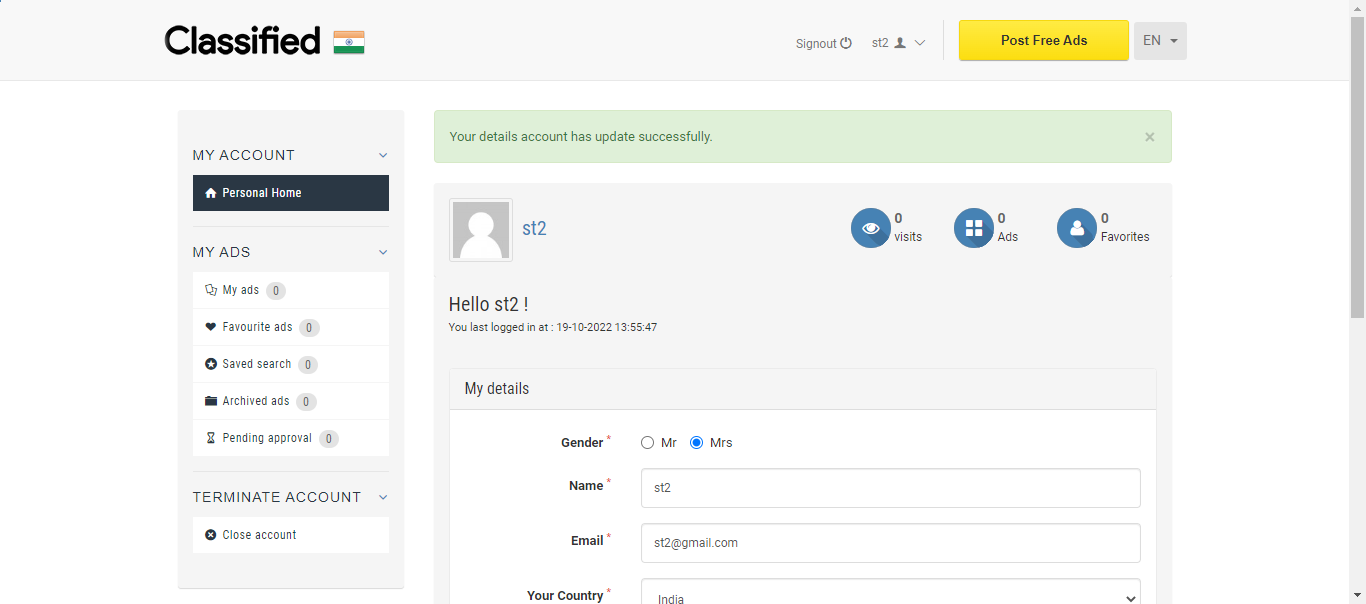 Classified
Signout
st2
Post Free Ads
EN
MY ACCOUNT
Personal Home
MY ADS
My ads 0
Favourite ads 0
Saved search 0
Archived ads 0
Pending approval 0
TERMINATE ACCOUNT
Close account
Your details account has update successfully.
×
st2
0 visits
0 Ads
0 Favorites
Hello st2 !
You last logged in at : 19-10-2022 13:55:47
My details
Gender * Mr Mrs
Name * st2
Email * st2@gmail.com
Your Country * India